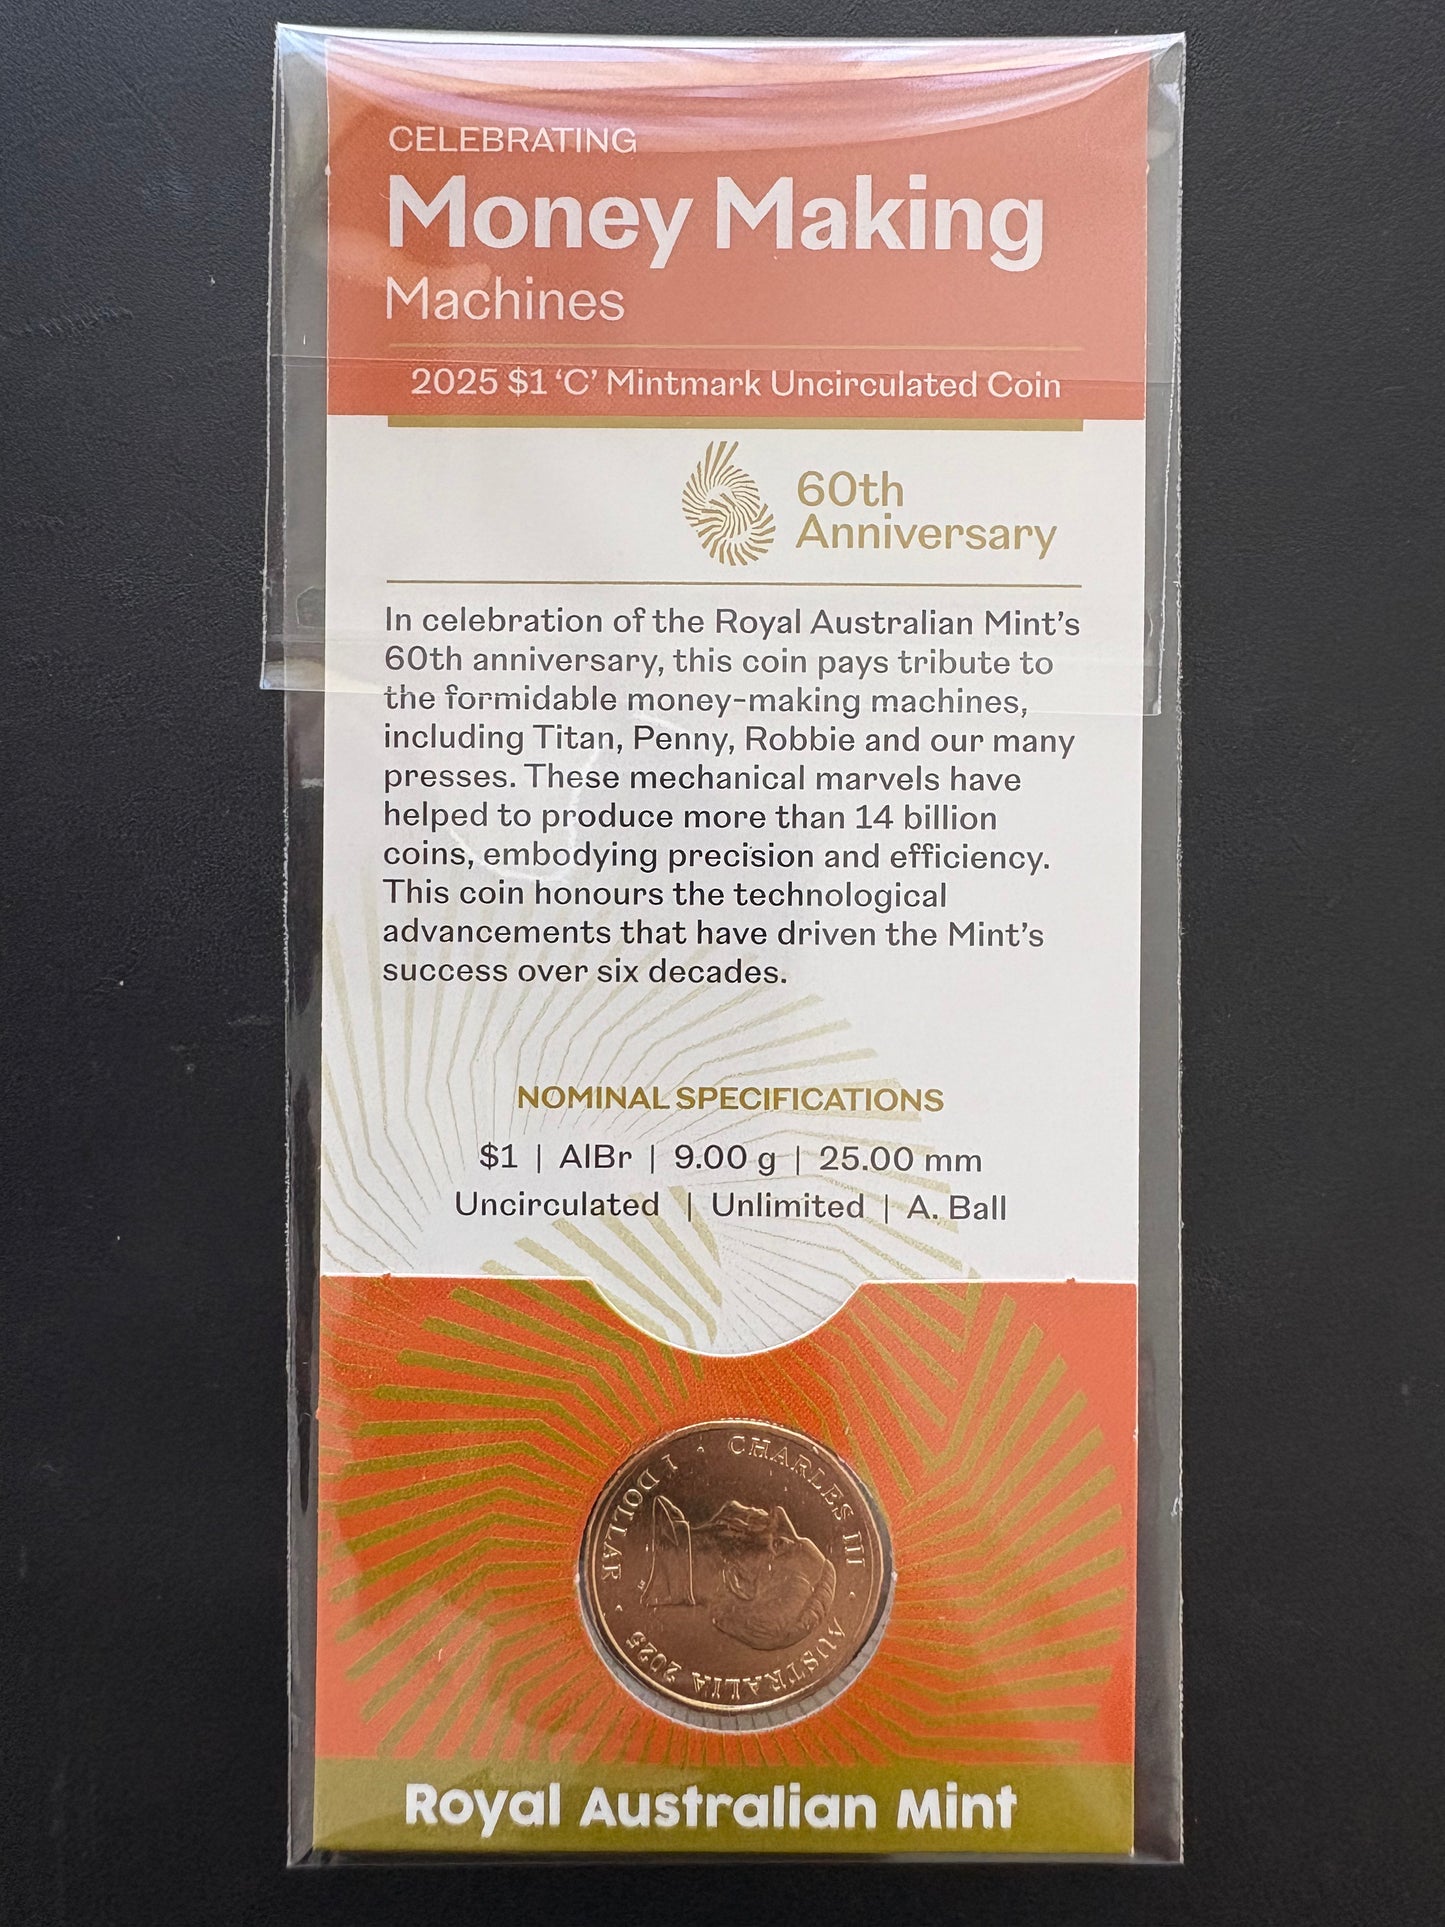 CELEBRATING
Money Making
Machines
2025 $1 ‘C’ Mintmark Uncirculated Coin
60th
Anniversary
In celebration of the Royal Australian Mint’s
60th anniversary, this coin pays tribute to
the formidable money-making machines,
including Titan, Penny, Robbie and our many
presses. These mechanical marvels have
helped to produce more than 14 billion
coins, embodying precision and efficiency.
This coin honours the technological
advancements that have driven the Mint’s
success over six decades.
NOMINAL SPECIFICATIONS
$1 | AlBr | 9.00 g | 25.00 mm
Uncirculated | Unlimited | A. Ball
1 DOLLAR · CHARLES III · AUSTRALIA 2025 ·
Royal Australian Mint